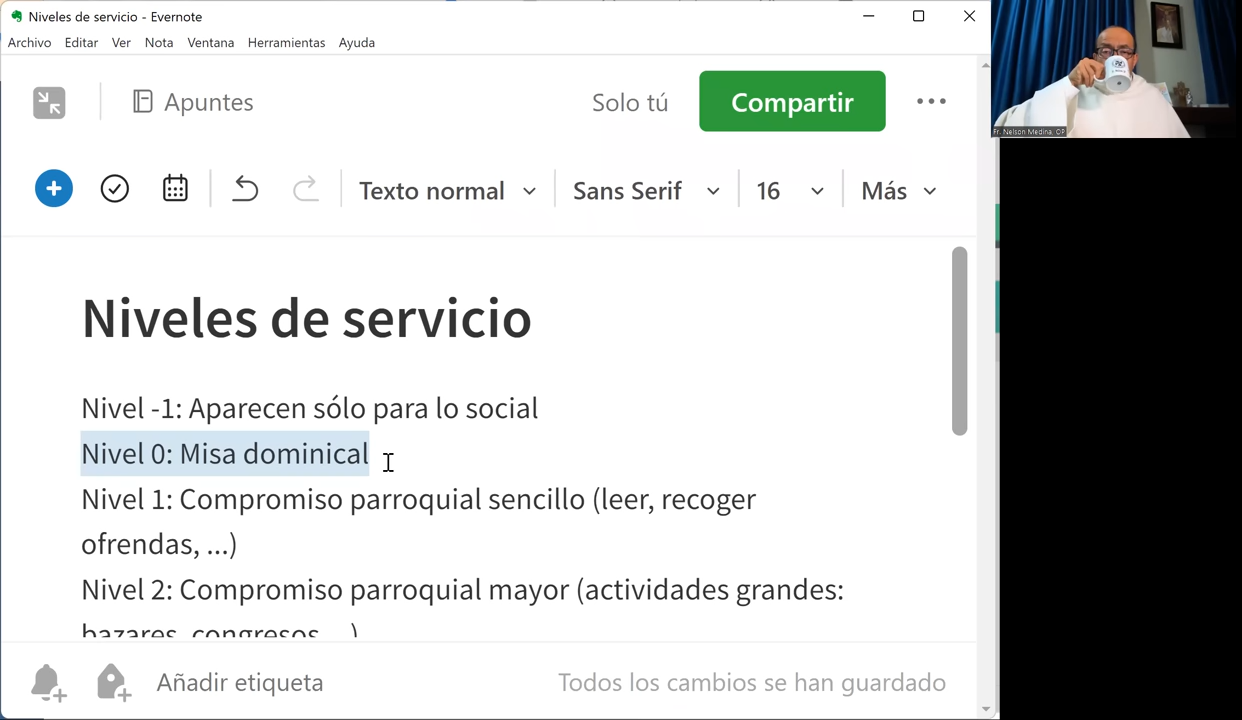 Niveles de servicio - Evernote
Archivo Editar Ver Nota Ventana Herramientas Ayuda
Apuntes Solo tú Compartir
Texto normal Sans Serif 16 Más
Niveles de servicio
Nivel -1: Aparecen sólo para lo social
Nivel 0: Misa dominical
Nivel 1: Compromiso parroquial sencillo (leer, recoger
ofrendas, ...)
Nivel 2: Compromiso parroquial mayor (actividades grandes:
bazares, congresos, ...)
Añadir etiqueta Todos los cambios se han guardado
Fr. Nelson Medina, OP